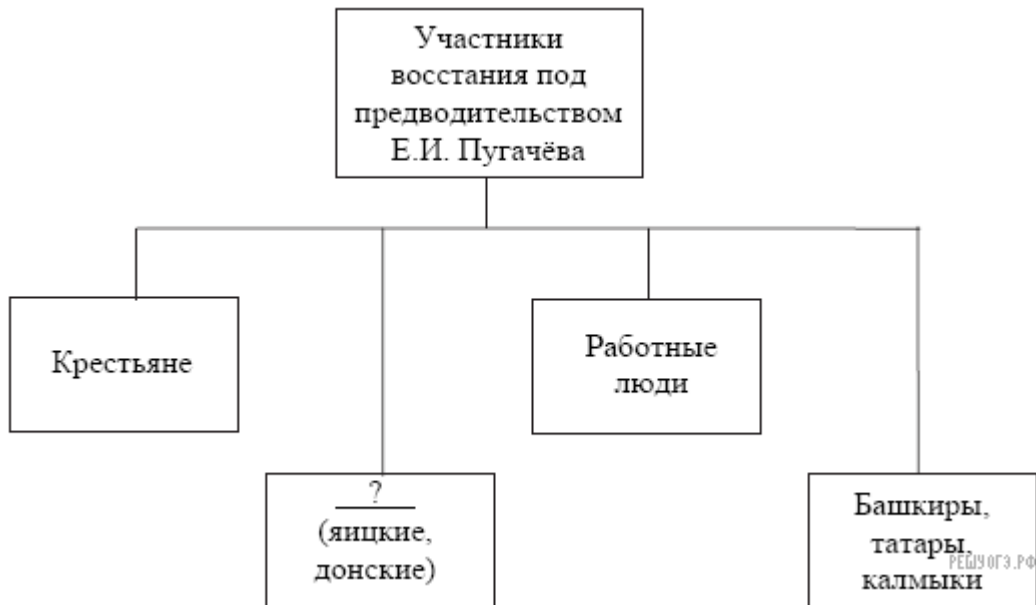 Участники
восстания под
предводительством
Е.И. Пугачёва
Крестьяне
Работные
люди
?
(яицкие,
донские)
Башкиры,
татары,
калмыки
РЕШУОГЭ.РФ